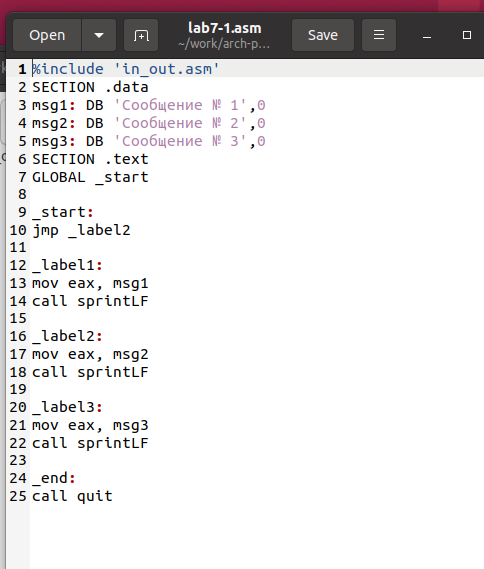 lab7-1.asm
Open
~/work/arch-p...
Save
1 %include 'in_out.asm'
2 SECTION .data
3 msg1: DB 'Сообщение № 1',0
4 msg2: DB 'Сообщение № 2',0
5 msg3: DB 'Сообщение № 3',0
6 SECTION .text
7 GLOBAL _start
8
9 _start:
10 jmp _label2
11
12 _label1:
13 mov eax, msg1
14 call sprintLF
15
16 _label2:
17 mov eax, msg2
18 call sprintLF
19
20 _label3:
21 mov eax, msg3
22 call sprintLF
23
24 _end:
25 call quit